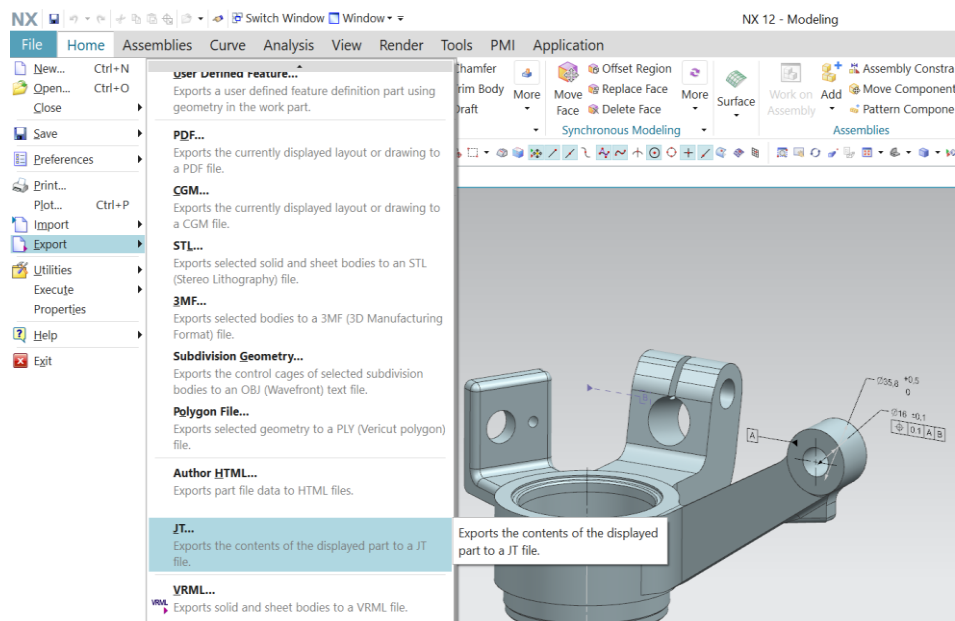 NX Switch Window Window NX 12 - Modeling
File Home Assemblies Curve Analysis View Render Tools PMI Application
New... Ctrl+N
Open... Ctrl+O
Close
Save
Preferences
Print...
Plot... Ctrl+P
Import
Export
Utilities
Execute
Properties
Help
Exit
User Defined Feature...
Exports a user defined feature definition part using
geometry in the work part.
PDF...
Exports the currently displayed layout or drawing to
a PDF file.
CGM...
Exports the currently displayed layout or drawing to
a CGM file.
STL...
Exports selected solid and sheet bodies to an STL
(Stereo Lithography) file.
3MF...
Exports selected bodies to a 3MF (3D Manufacturing
Format) file.
Subdivision Geometry...
Exports the control cages of selected subdivision
bodies to an OBJ (Wavefront) text file.
Polygon File...
Exports selected geometry to a PLY (Vericut polygon)
file.
Author HTML...
Exports part file data to HTML files.
JT...
Exports the contents of the displayed part to a JT
file.
VRML...
VRML
Exports solid and sheet bodies to a VRML file.
Exports the contents of the displayed
part to a JT file.
Chamfer
Trim Body
Draft
More
Move
Face
Offset Region
Replace Face
Delete Face
More
Synchronous Modeling
Surface
Work on
Assembly
Add
Assembly Constra
Move Component
Pattern Compone
Assemblies
Ø35,8 +0,5
0
Ø16 ±0,1
0.1 A B
A